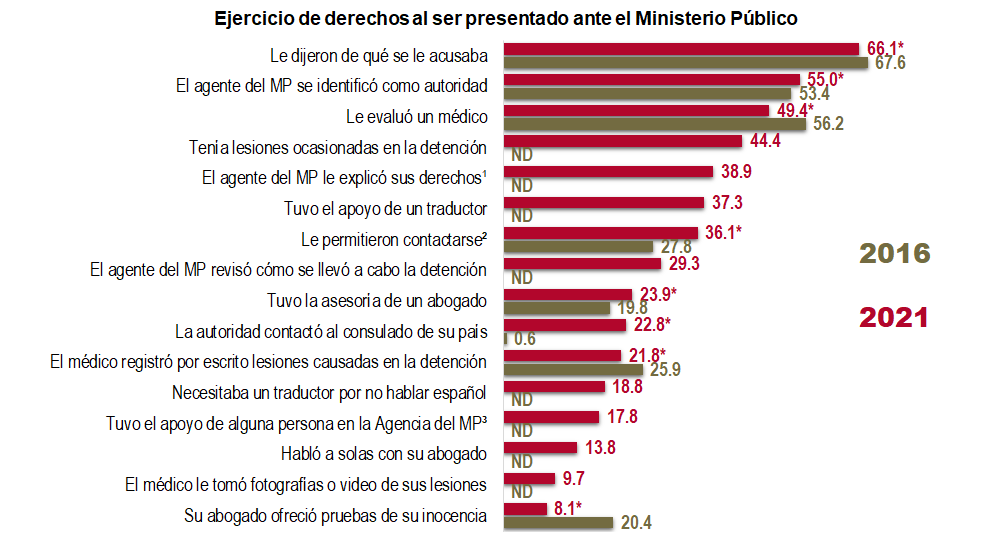 Ejercicio de derechos al ser presentado ante el Ministerio Público
Le dijeron de qué se le acusaba 66.1*
67.6
El agente del MP se identificó como autoridad 55.0*
53.4
Le evaluó un médico 49.4*
56.2
Tenía lesiones ocasionadas en la detención 44.4
ND
El agente del MP le explicó sus derechos¹ 38.9
ND
Tuvo el apoyo de un traductor 37.3
ND
Le permitieron contactarse² 36.1*
27.8
2016
El agente del MP revisó cómo se llevó a cabo la detención 29.3
ND
Tuvo la asesoría de un abogado 23.9*
19.8
2021
La autoridad contactó al consulado de su país 22.8*
0.6
El médico registró por escrito lesiones causadas en la detención 21.8*
25.9
Necesitaba un traductor por no hablar español 18.8
ND
Tuvo el apoyo de alguna persona en la Agencia del MP³ 17.8
ND
Habló a solas con su abogado 13.8
ND
El médico le tomó fotografías o video de sus lesiones 9.7
ND
Su abogado ofreció pruebas de su inocencia 8.1*
20.4